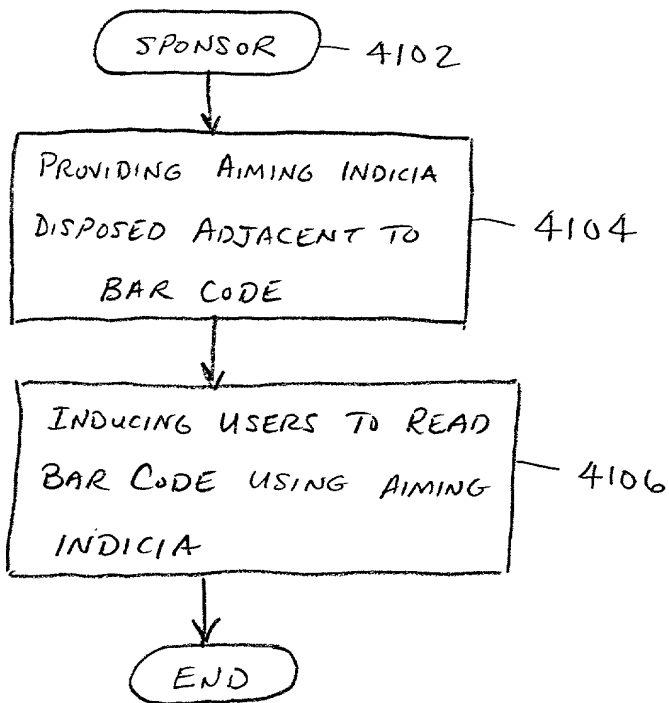 SPONSOR 4102
PROVIDING AIMING INDICIA
DISPOSED ADJACENT TO
BAR CODE
4104
INDUCING USERS TO READ
BAR CODE USING AIMING
INDICIA
4106
END